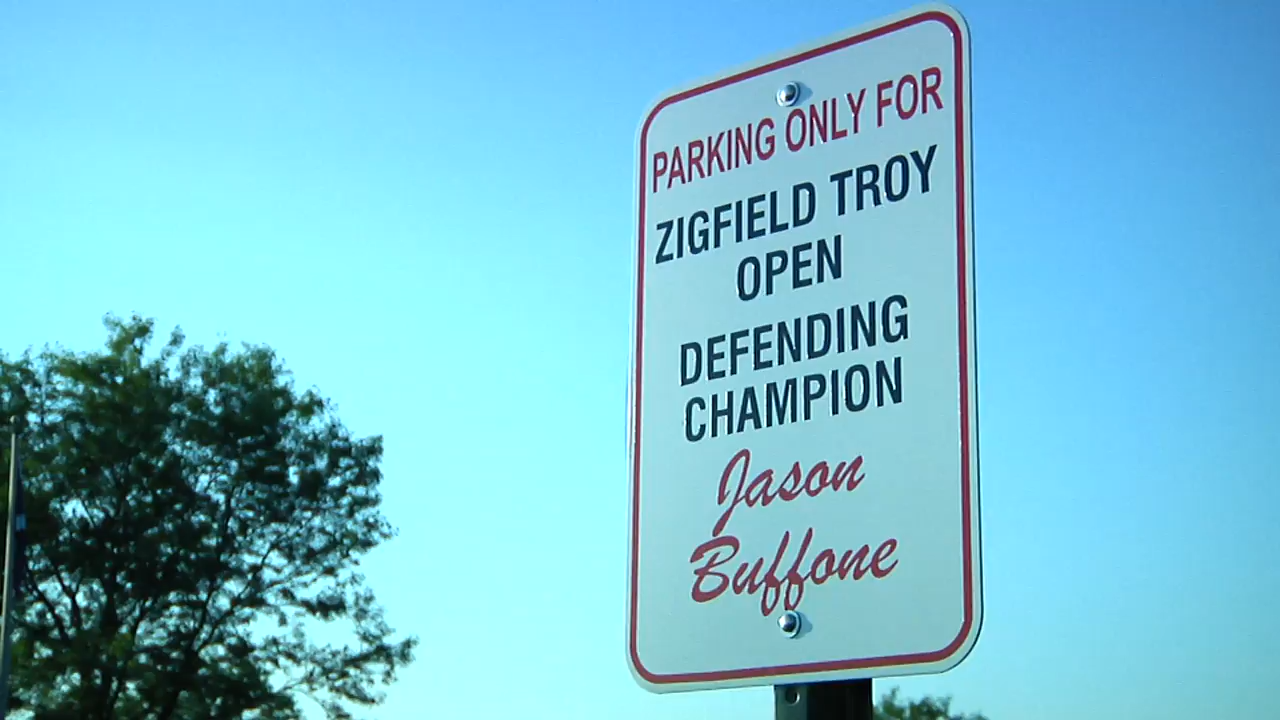 PARKING ONLY FOR
ZIGFIELD TROY
OPEN
DEFENDING
CHAMPION
Jason
Buffone